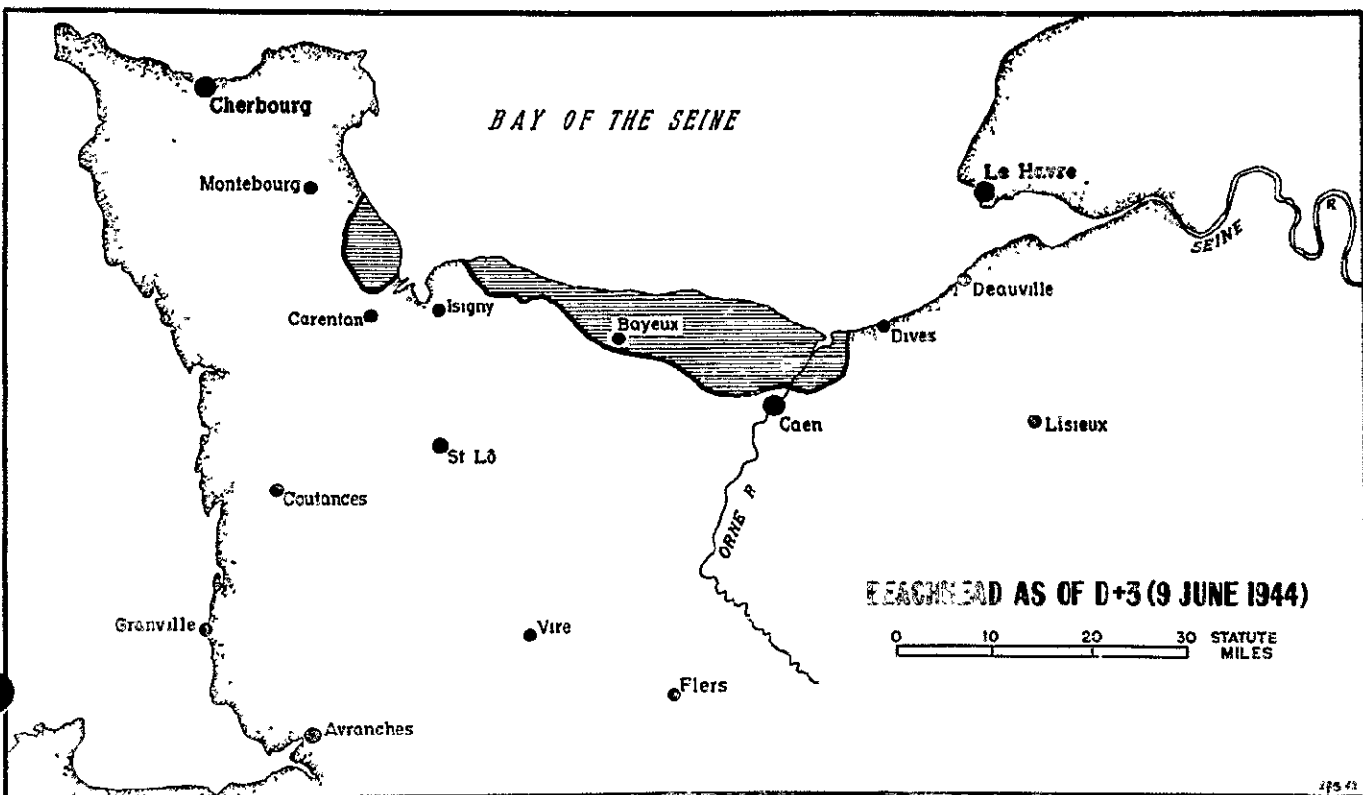 Cherbourg
BAY OF THE SEINE
Le Havre
Montebourg
R
SEINE
Deauville
Isigny
Carentan
Bayeux
Dives
Caen
Lisieux
St Lô
Coutances
ORNE R
BEACHHEAD AS OF D+3 (9 JUNE 1944)
Granville
Vire
0 10 20 30 STATUTE
MILES
Flers
Avranches